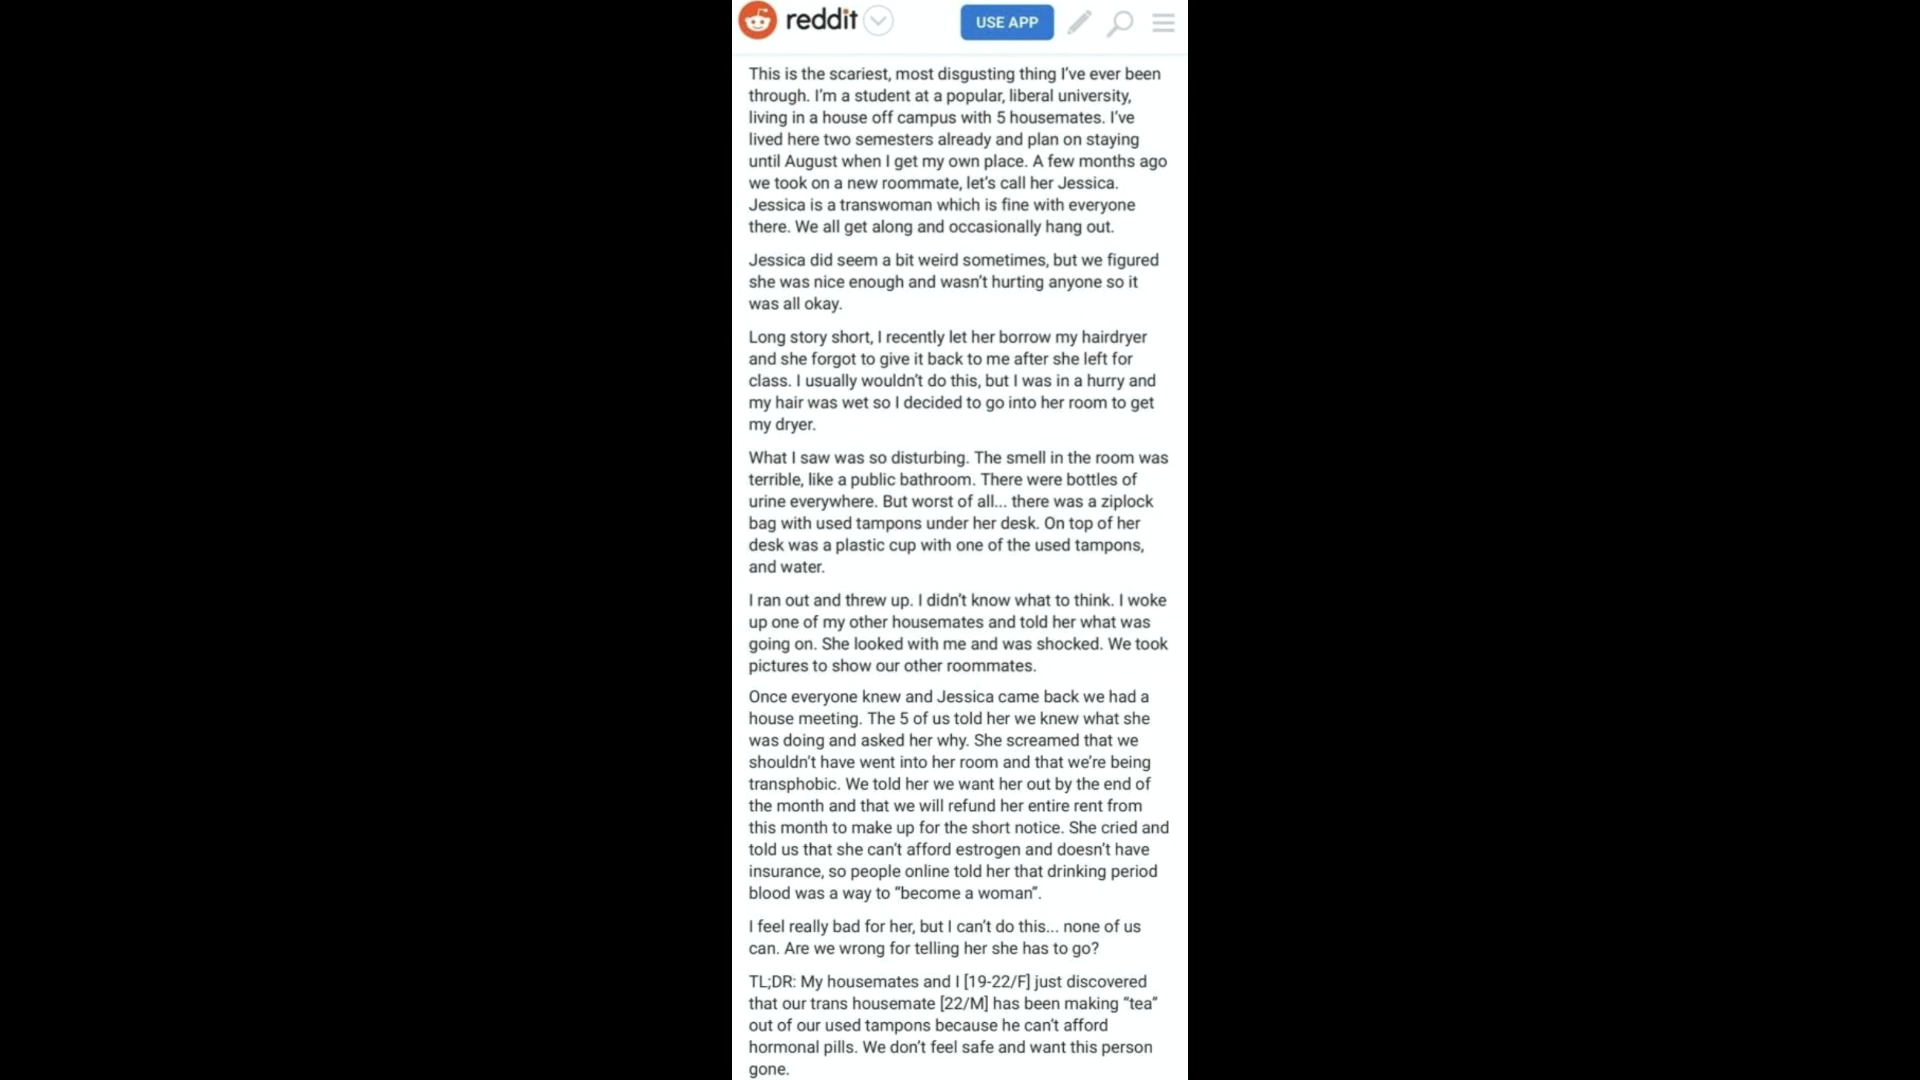 reddit
USE APP
This is the scariest, most disgusting thing I've ever been
through. I'm a student at a popular, liberal university,
living in a house off campus with 5 housemates. I've
lived here two semesters already and plan on staying
until August when I get my own place. A few months ago
we took on a new roommate, let's call her Jessica.
Jessica is a transwoman which is fine with everyone
there. We all get along and occasionally hang out.
Jessica did seem a bit weird sometimes, but we figured
she was nice enough and wasn't hurting anyone so it
was all okay.
Long story short, I recently let her borrow my hairdryer
and she forgot to give it back to me after she left for
class. I usually wouldn't do this, but I was in a hurry and
my hair was wet so I decided to go into her room to get
my dryer.
What I saw was so disturbing. The smell in the room was
terrible, like a public bathroom. There were bottles of
urine everywhere. But worst of all... there was a ziplock
bag with used tampons under her desk. On top of her
desk was a plastic cup with one of the used tampons,
and water.
I ran out and threw up. I didn't know what to think. I woke
up one of my other housemates and told her what was
going on. She looked with me and was shocked. We took
pictures to show our other roommates.
Once everyone knew and Jessica came back we had a
house meeting. The 5 of us told her we knew what she
was doing and asked her why. She screamed that we
shouldn't have went into her room and that we're being
transphobic. We told her we want her out by the end of
the month and that we will refund her entire rent from
this month to make up for the short notice. She cried and
told us that she can't afford estrogen and doesn't have
insurance, so people online told her that drinking period
blood was a way to “become a woman”.
I feel really bad for her, but I can't do this... none of us
can. Are we wrong for telling her she has to go?
TL;DR: My housemates and I [19-22/F] just discovered
that our trans housemate [22/M] has been making “tea”
out of our used tampons because he can't afford
hormonal pills. We don't feel safe and want this person
gone.